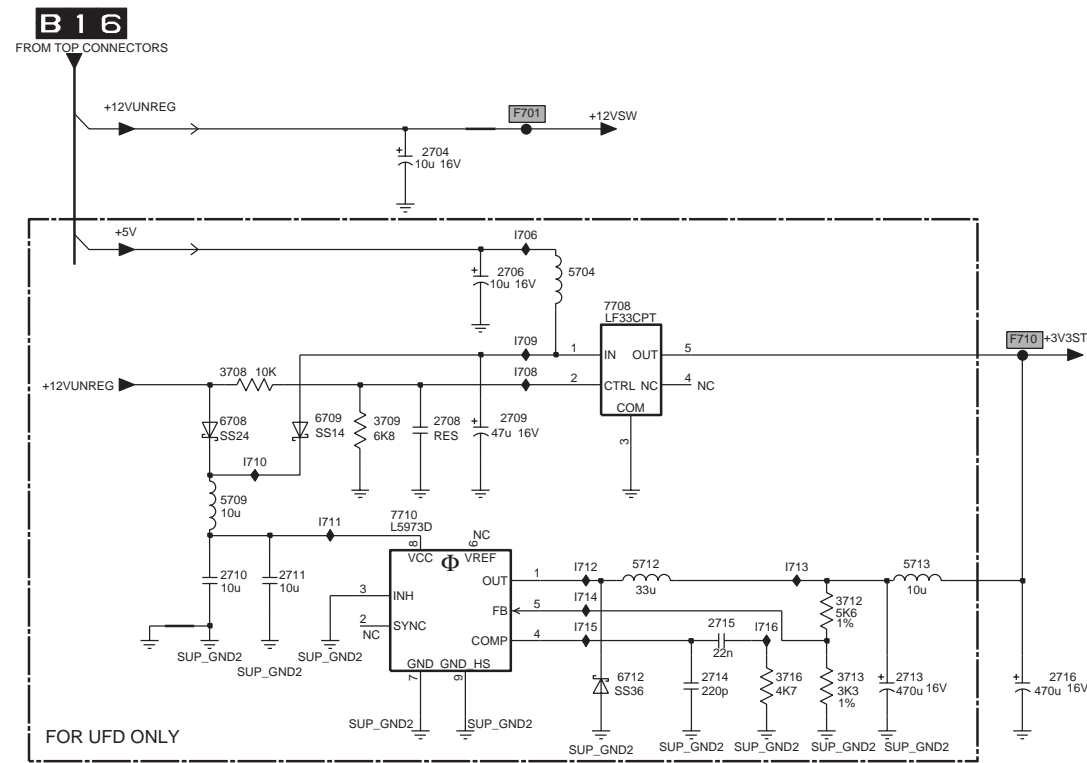 B 1 6
FROM TOP CONNECTORS
+12VUNREG
F701
+12VSW
+ 2704
10u 16V
+5V
I706
+ 2706
10u 16V
5704
7708
LF33CPT
I709
1 IN OUT 5
F710 +3V3ST
+12VUNREG
3708 10K
I708
2 CTRL NC 4 NC
COM
3
6708
SS24
6709
SS14
3709
6K8
2708
RES
+ 2709
47u 16V
I710
5709
10u
I711
7710
L5973D
8
NC
6
VCC VREF
Φ
2710
10u
2711
10u
OUT 1
I712
5712
33u
I713
5713
10u
3 INH
FB 5
I714
3712
5K6
1%
2 SYNC
NC
COMP 4
I715
2715
22n
I716
GND GND_HS
7 9
SUP_GND2
SUP_GND2
SUP_GND2
6712
SS36
2714
220p
3716
4K7
3713
3K3
1%
+ 2713
470u 16V
+ 2716
470u 16V
SUP_GND2
SUP_GND2
SUP_GND2
SUP_GND2
SUP_GND2
SUP_GND2
SUP_GND2
FOR UFD ONLY